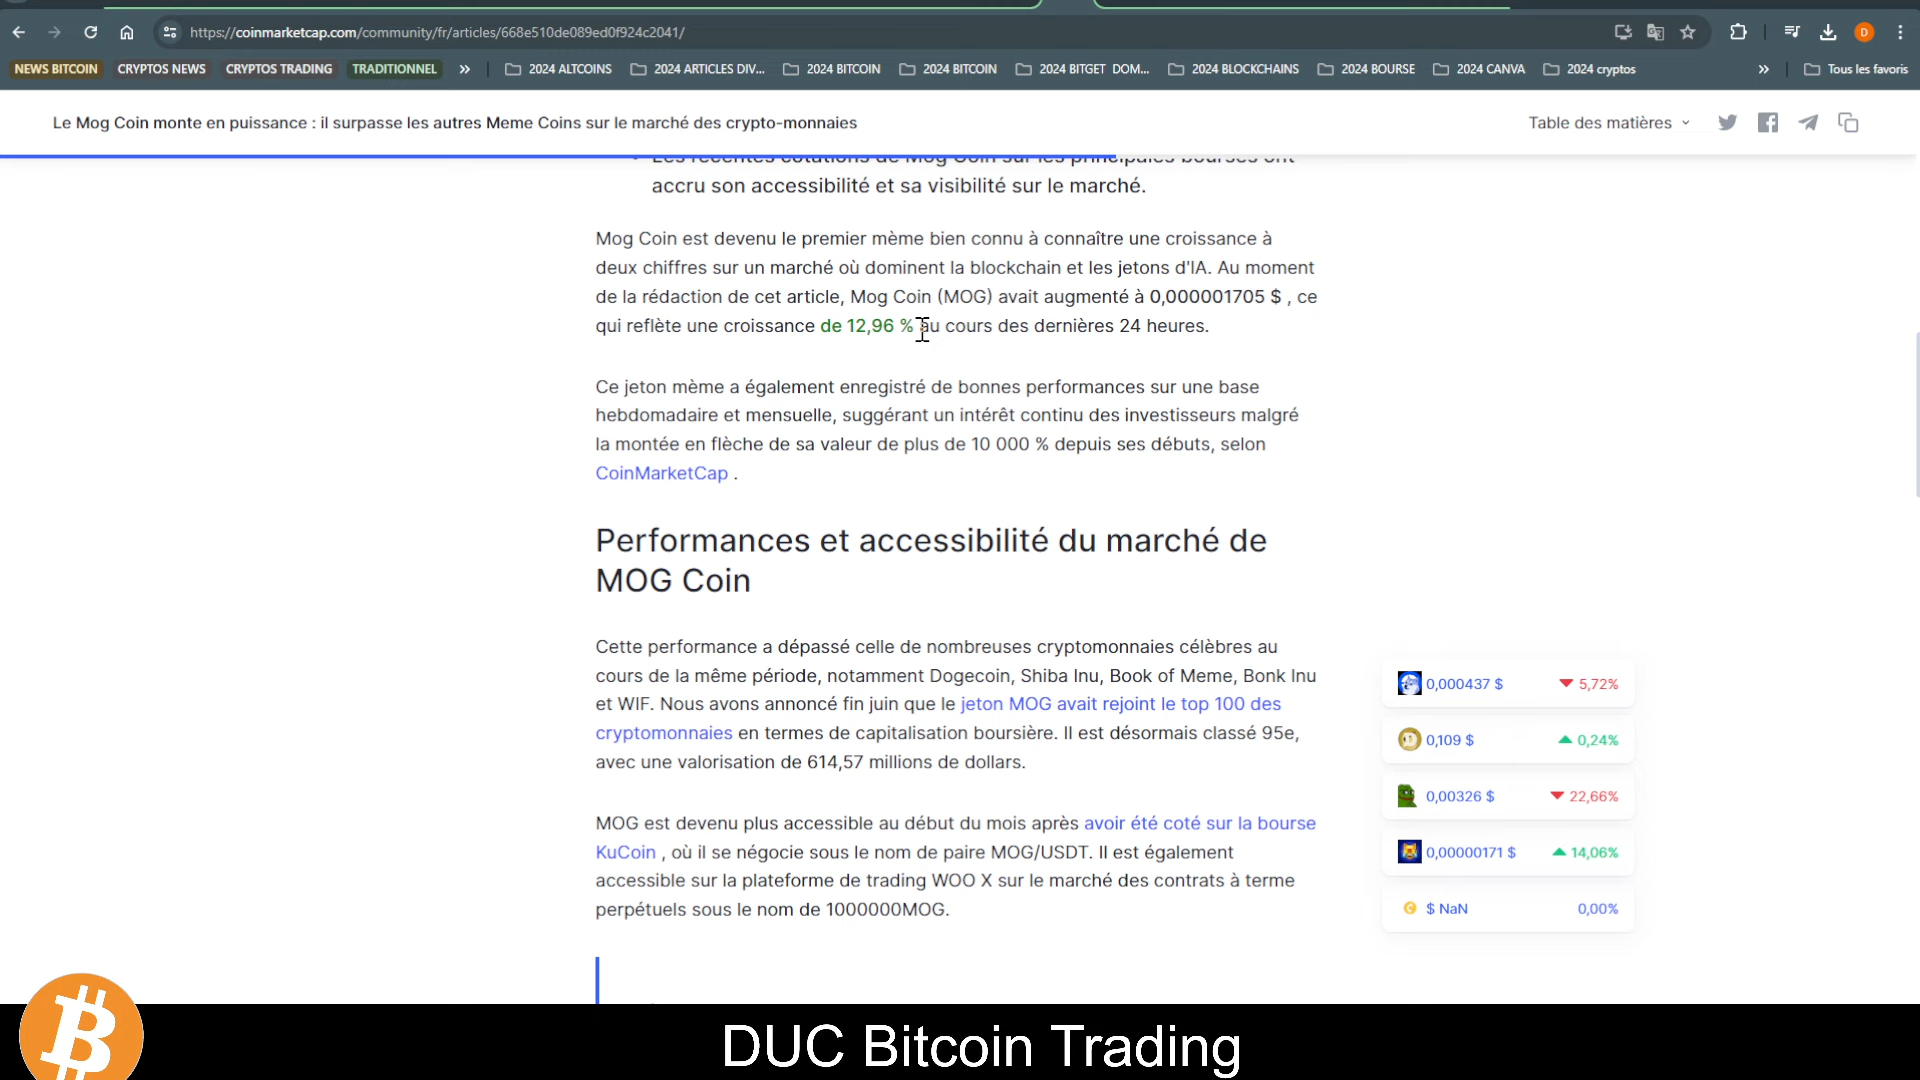 https://coinmarketcap.com/community/fr/articles/668e510de089ed0f924c2041/
D
NEWS BITCOIN CRYPTOS NEWS CRYPTOS TRADING TRADITIONNEL » 2024 ALTCOINS 2024 ARTICLES DIV... 2024 BITCOIN 2024 BITCOIN 2024 BITGET DOM... 2024 BLOCKCHAINS 2024 BOURSE 2024 CANVA 2024 cryptos » Tous les favoris
Le Mog Coin monte en puissance : il surpasse les autres Meme Coins sur le marché des crypto-monnaies
Table des matières
Les récentes cotations de Mog Coin sur les principales bourses ont
accru son accessibilité et sa visibilité sur le marché.
Mog Coin est devenu le premier mème bien connu à connaître une croissance à
deux chiffres sur un marché où dominent la blockchain et les jetons d'IA. Au moment
de la rédaction de cet article, Mog Coin (MOG) avait augmenté à 0,000001705 $ , ce
qui reflète une croissance de 12,96 % au cours des dernières 24 heures.
Ce jeton mème a également enregistré de bonnes performances sur une base
hebdomadaire et mensuelle, suggérant un intérêt continu des investisseurs malgré
la montée en flèche de sa valeur de plus de 10 000 % depuis ses débuts, selon
CoinMarketCap .
Performances et accessibilité du marché de
MOG Coin
Cette performance a dépassé celle de nombreuses cryptomonnaies célèbres au
cours de la même période, notamment Dogecoin, Shiba Inu, Book of Meme, Bonk Inu
et WIF. Nous avons annoncé fin juin que le jeton MOG avait rejoint le top 100 des
cryptomonnaies en termes de capitalisation boursière. Il est désormais classé 95e,
avec une valorisation de 614,57 millions de dollars.
MOG est devenu plus accessible au début du mois après avoir été coté sur la bourse
KuCoin , où il se négocie sous le nom de paire MOG/USDT. Il est également
accessible sur la plateforme de trading WOO X sur le marché des contrats à terme
perpétuels sous le nom de 1000000MOG.
0,000437 $ 5,72%
0,109 $ 0,24%
0,00326 $ 22,66%
0,00000171 $ 14,06%
$ NaN 0,00%
DUC Bitcoin Trading